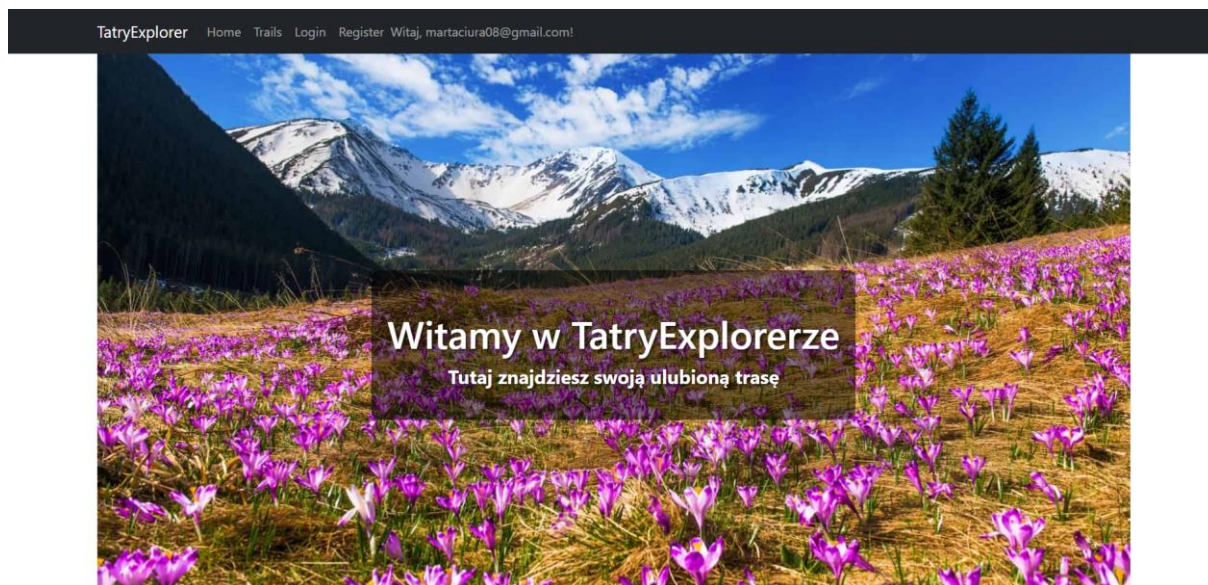 TatryExplorer Home Trails Login Register Witaj, martaciura08@gmail.com!
Witamy w TatryExplorerze
Tutaj znajdziesz swoją ulubioną trasę